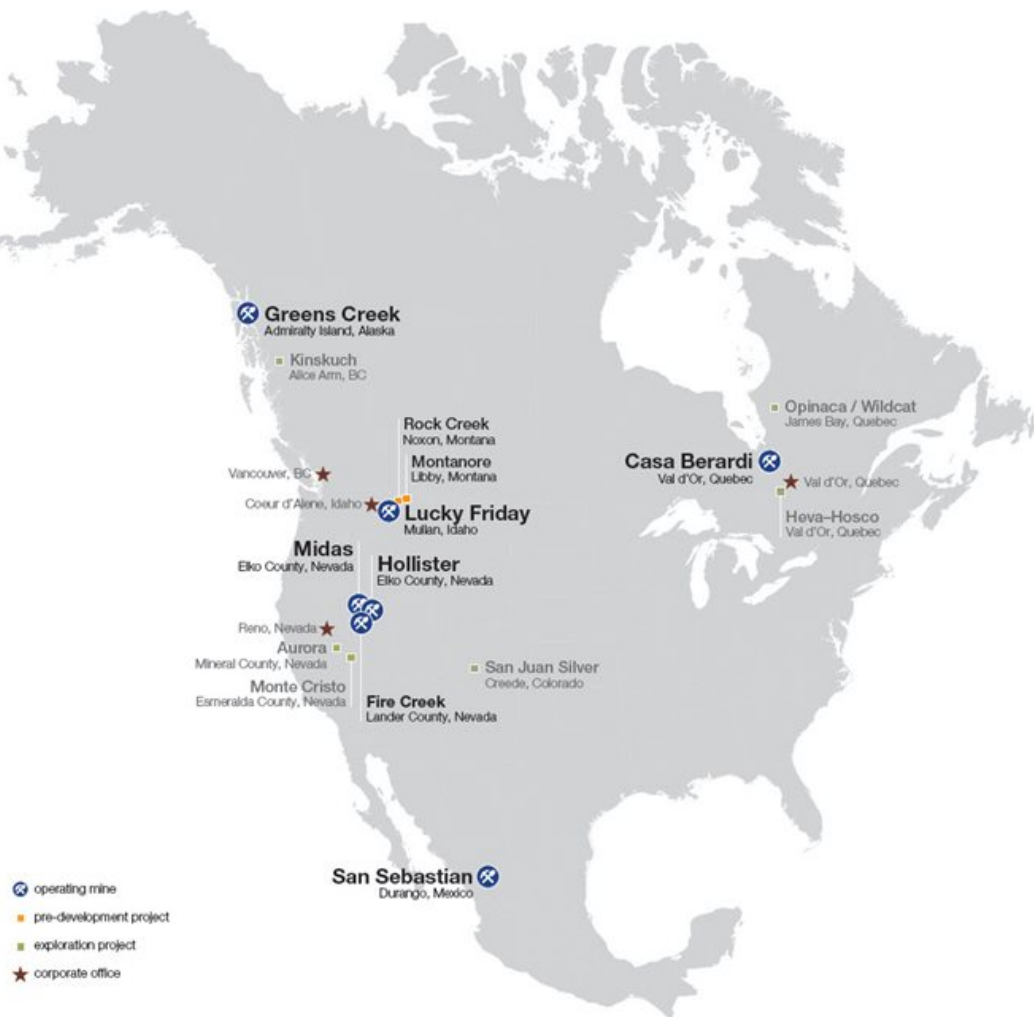 Greens Creek
Admiralty Island, Alaska
Kinskuch
Alice Arm, BC
Rock Creek
Noxon, Montana
Montanore
Libby, Montana
Vancouver, BC
Coeur d'Alene, Idaho
Lucky Friday
Mullan, Idaho
Opinaca / Wildcat
James Bay, Quebec
Casa Berardi
Val d'Or, Quebec
Val d'Or, Quebec
Heva–Hosco
Val d'Or, Quebec
Midas
Elko County, Nevada
Hollister
Elko County, Nevada
Reno, Nevada
Aurora
Mineral County, Nevada
Monte Cristo
Esmeralda County, Nevada
Fire Creek
Lander County, Nevada
San Juan Silver
Creede, Colorado
San Sebastian
Durango, Mexico
operating mine
pre-development project
exploration project
corporate office